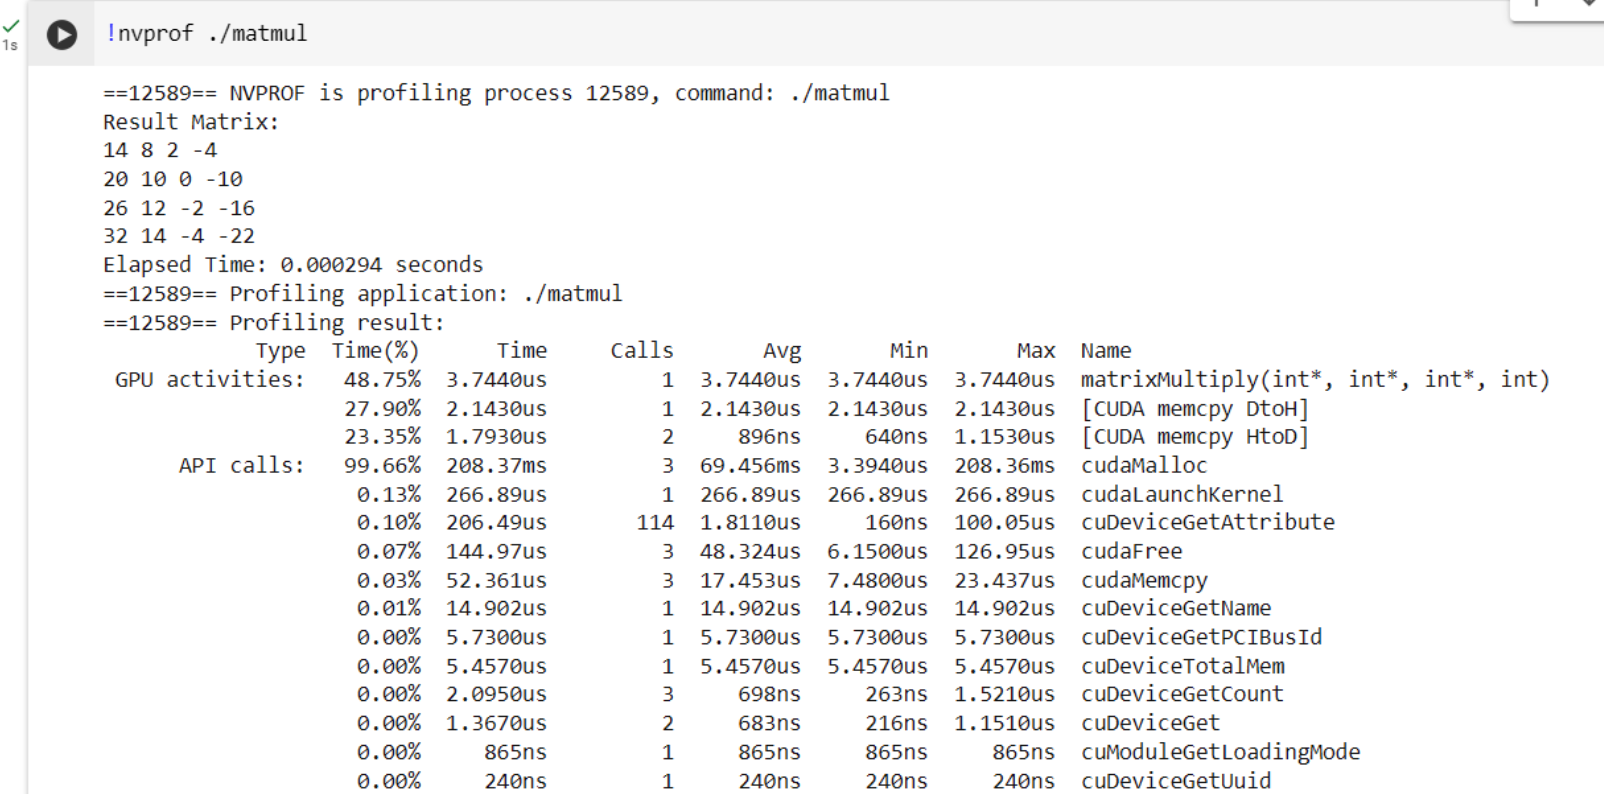 1s
!nvprof ./matmul
==12589== NVPROF is profiling process 12589, command: ./matmul
Result Matrix:
14 8 2 -4
20 10 0 -10
26 12 -2 -16
32 14 -4 -22
Elapsed Time: 0.000294 seconds
==12589== Profiling application: ./matmul
==12589== Profiling result:
Type Time(%) Time Calls Avg Min Max Name
GPU activities: 48.75% 3.7440us 1 3.7440us 3.7440us 3.7440us matrixMultiply(int*, int*, int*, int)
27.90% 2.1430us 1 2.1430us 2.1430us 2.1430us [CUDA memcpy DtoH]
23.35% 1.7930us 2 896ns 640ns 1.1530us [CUDA memcpy HtoD]
API calls: 99.66% 208.37ms 3 69.456ms 3.3940us 208.36ms cudaMalloc
0.13% 266.89us 1 266.89us 266.89us 266.89us cudaLaunchKernel
0.10% 206.49us 114 1.8110us 160ns 100.05us cuDeviceGetAttribute
0.07% 144.97us 3 48.324us 6.1500us 126.95us cudaFree
0.03% 52.361us 3 17.453us 7.4800us 23.437us cudaMemcpy
0.01% 14.902us 1 14.902us 14.902us 14.902us cuDeviceGetName
0.00% 5.7300us 1 5.7300us 5.7300us 5.7300us cuDeviceGetPCIBusId
0.00% 5.4570us 1 5.4570us 5.4570us 5.4570us cuDeviceTotalMem
0.00% 2.0950us 3 698ns 263ns 1.5210us cuDeviceGetCount
0.00% 1.3670us 2 683ns 216ns 1.1510us cuDeviceGet
0.00% 865ns 1 865ns 865ns 865ns cuModuleGetLoadingMode
0.00% 240ns 1 240ns 240ns 240ns cuDeviceGetUuid